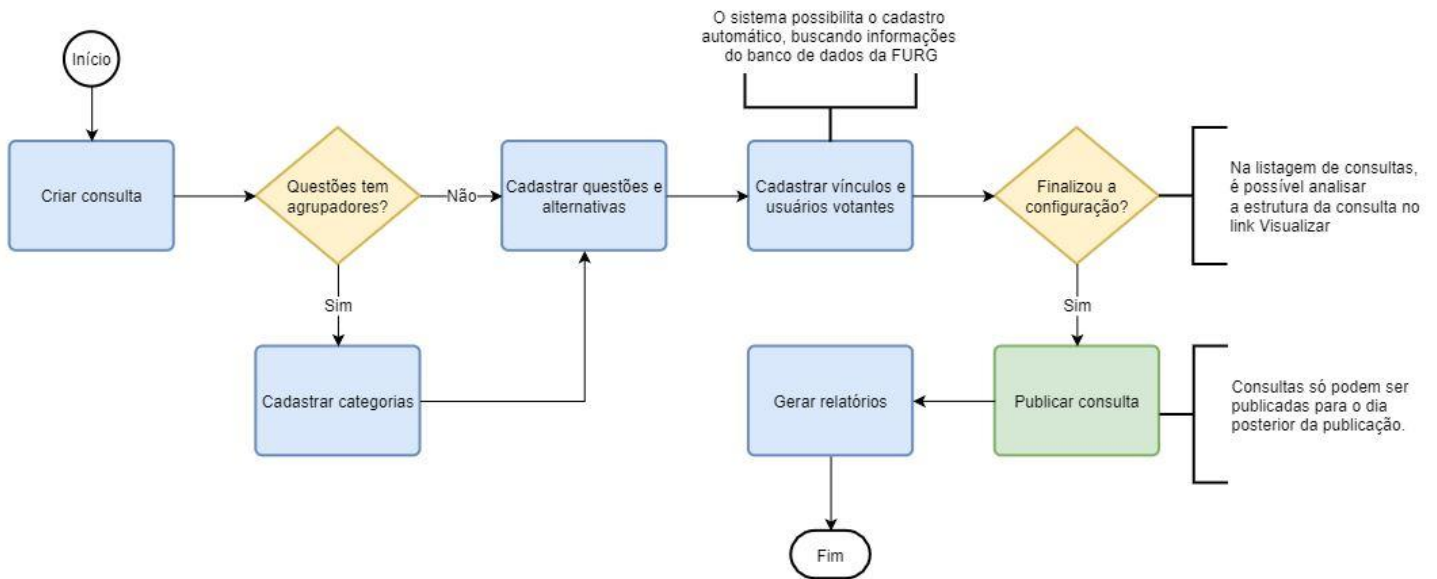 O sistema possibilita o cadastro
automático, buscando informações
do banco de dados da FURG
Início
Criar consulta
Questões tem
agrupadores?
Não
Cadastrar questões e
alternativas
Cadastrar vínculos e
usuários votantes
Finalizou a
configuração?
Na listagem de consultas,
é possível analisar
a estrutura da consulta no
link Visualizar
Sim
Sim
Cadastrar categorias
Gerar relatórios
Publicar consulta
Consultas só podem ser
publicadas para o dia
posterior da publicação.
Fim